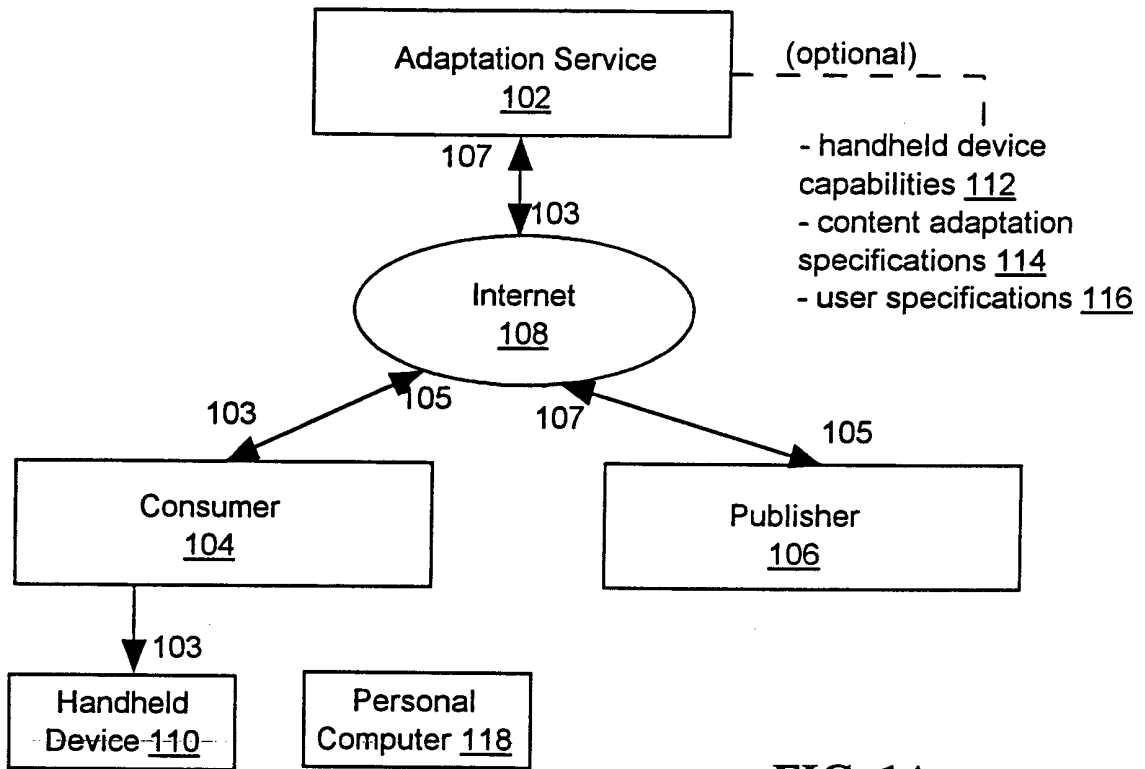 Adaptation Service
102
(optional)
- handheld device
capabilities 112
- content adaptation
specifications 114
- user specifications 116
107
103
Internet
108
103
105
107
105
Consumer
104
Publisher
106
103
Handheld
Device 110
Personal
Computer 118